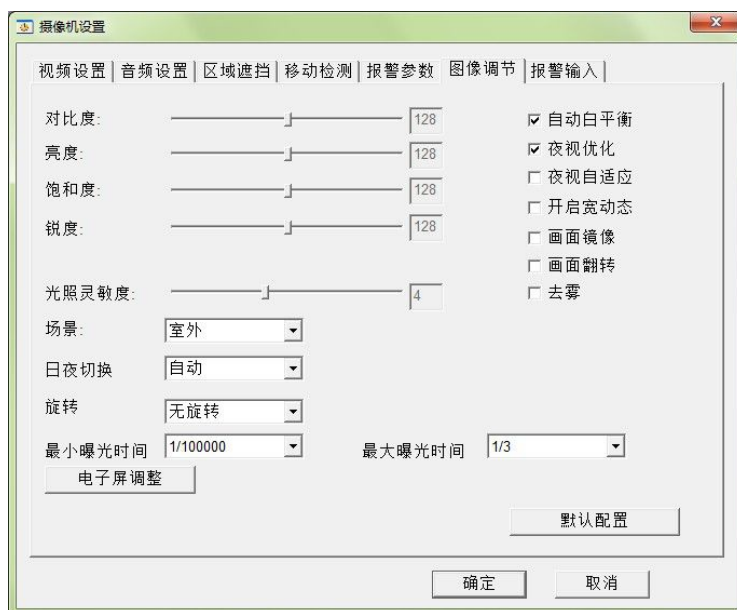 摄像机设置
视频设置 音频设置 区域遮挡 移动检测 报警参数 图像调节 报警输入
对比度: 128 自动白平衡
亮度: 128 夜视优化
饱和度: 128 夜视自适应
锐度: 128 开启宽动态
画面镜像
画面翻转
光照灵敏度: 4 去雾
场景: 室外
日夜切换 自动
旋转 无旋转
最小曝光时间 1/100000 最大曝光时间 1/3
电子屏调整
默认配置
确定 取消